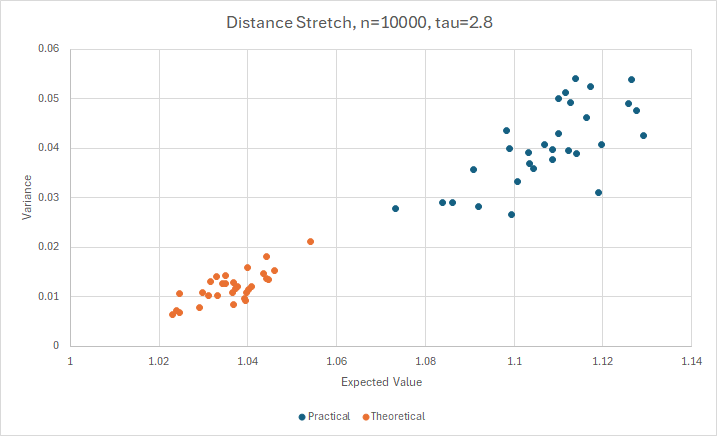 Distance Stretch, n=10000, tau=2.8
0.06
0.05
0.04
0.03
0.02
0.01
0
Variance
1 1.02 1.04 1.06 1.08 1.1 1.12 1.14
Expected Value
Practical Theoretical